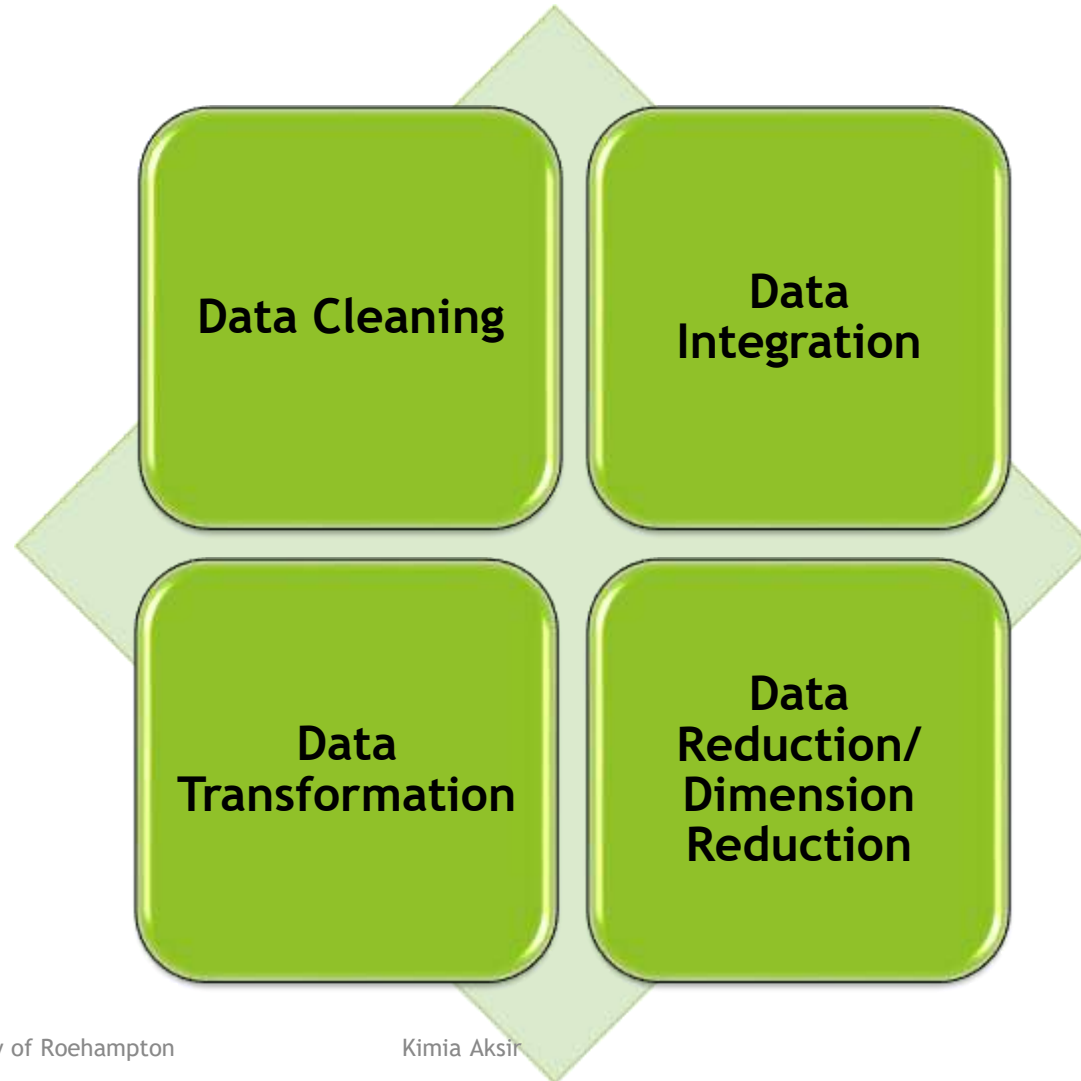 Data Cleaning
Data
Integration
Data
Transformation
Data
Reduction/
Dimension
Reduction
of Roehampton
Kimia Aksir